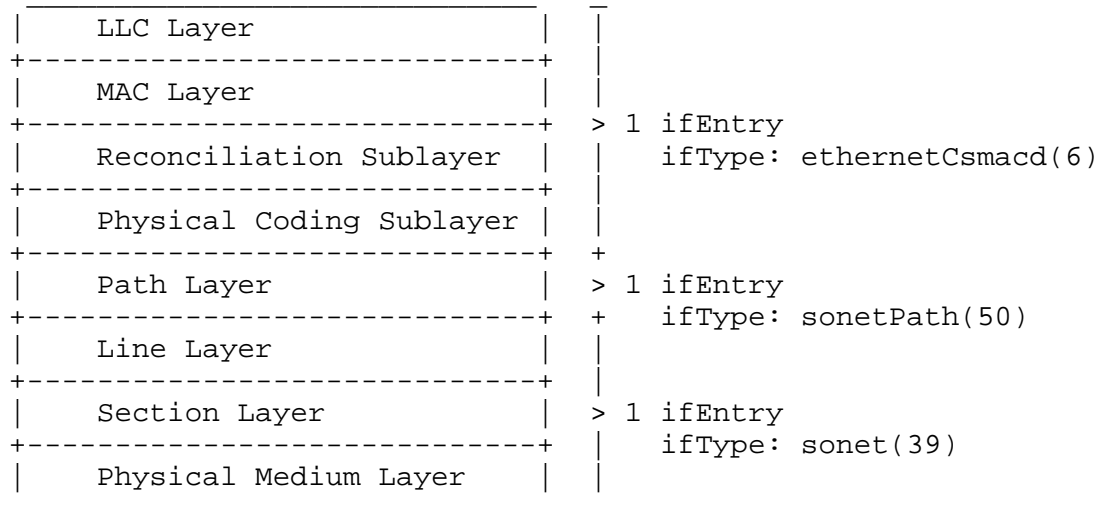 LLC Layer
MAC Layer
> 1 ifEntry
Reconciliation Sublayer ifType: ethernetCsmacd(6)
Physical Coding Sublayer
Path Layer > 1 ifEntry
ifType: sonetPath(50)
Line Layer
Section Layer > 1 ifEntry
ifType: sonet(39)
Physical Medium Layer